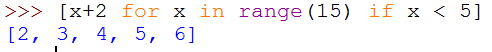 >>> [x+2 for x in range(15) if x < 5]
[2, 3, 4, 5, 6]